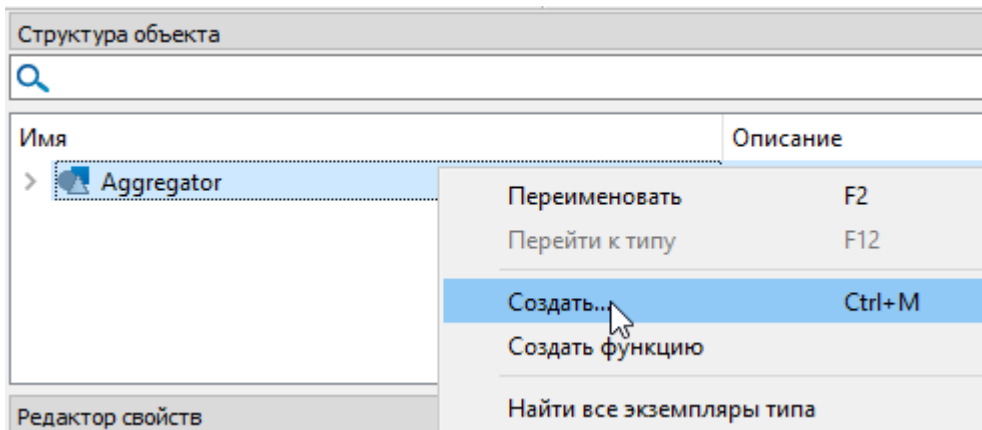 Структура объекта
Имя Описание
Aggregator
Переименовать F2
Перейти к типу F12
Создать... Ctrl+M
Создать функцию
Найти все экземпляры типа
Редактор свойств